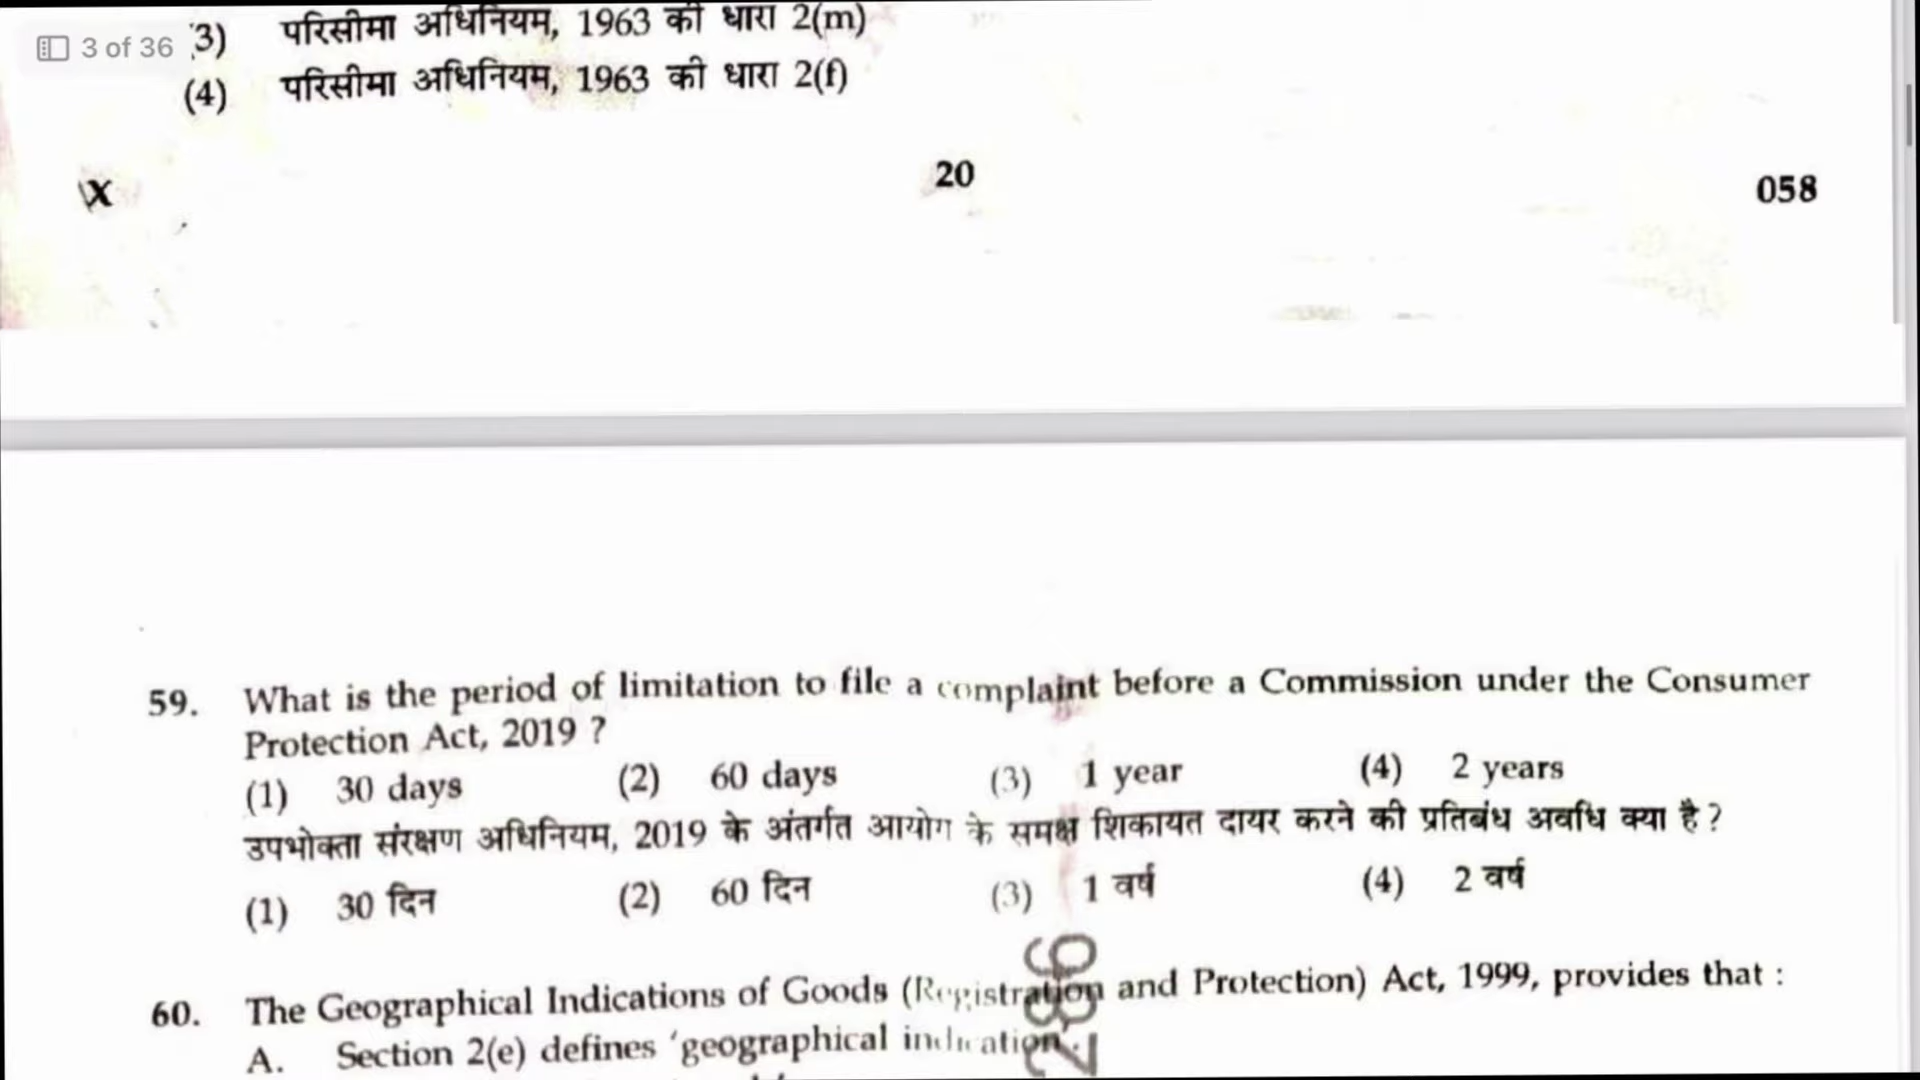 3 of 36
3) परिसीमा अधिनियम, 1963 की धारा 2(m)
(4) परिसीमा अधिनियम, 1963 की धारा 2(f)
X 20 058
59. What is the period of limitation to file a complaint before a Commission under the Consumer
Protection Act, 2019 ?
(1) 30 days (2) 60 days (3) 1 year (4) 2 years
उपभोक्ता संरक्षण अधिनियम, 2019 के अंतर्गत आयोग के समक्ष शिकायत दायर करने की प्रतिबंध अवधि क्या है ?
(1) 30 दिन (2) 60 दिन (3) 1 वर्ष (4) 2 वर्ष
60. The Geographical Indications of Goods (Registration and Protection) Act, 1999, provides that :
A. Section 2(e) defines 'geographical indication'.